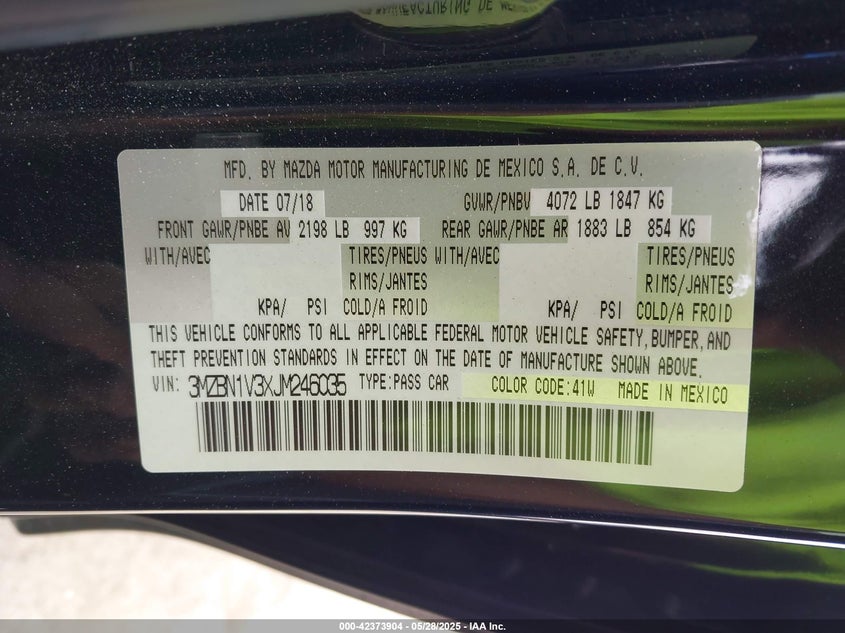 MFD. BY MAZDA MOTOR MANUFACTURING DE MEXICO S.A. DE C.V.
DATE 07/18 GVWR/PNBV 4072 LB 1847 KG
FRONT GAWR/PNBE AV 2198 LB 997 KG REAR GAWR/PNBE AR 1883 LB 854 KG
WITH/AVEC TIRES/PNEUS WITH/AVEC TIRES/PNEUS
RIMS/JANTES RIMS/JANTES
KPA/ PSI COLD/A FROID KPA/ PSI COLD/A FROID
THIS VEHICLE CONFORMS TO ALL APPLICABLE FEDERAL MOTOR VEHICLE SAFETY, BUMPER, AND
THEFT PREVENTION STANDARDS IN EFFECT ON THE DATE OF MANUFACTURE SHOWN ABOVE.
VIN: 3MZBN1V3XJM246035 TYPE: PASS CAR COLOR CODE: 41W MADE IN MEXICO
000-42373904 - 05/28/2025 - IAA Inc.